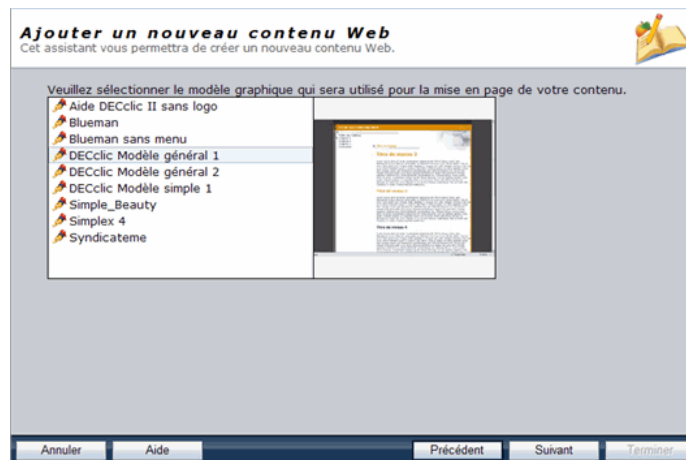 Ajouter un nouveau contenu Web
Cet assistant vous permettra de créer un nouveau contenu Web.
Veuillez sélectionner le modèle graphique qui sera utilisé pour la mise en page de votre contenu.
Aide DECclic II sans logo
Blueman
Blueman sans menu
DECclic Modèle général 1
DECclic Modèle général 2
DECclic Modèle simple 1
Simple_Beauty
Simplex 4
Syndicateme
Annuler Aide Précédent Suivant Terminer